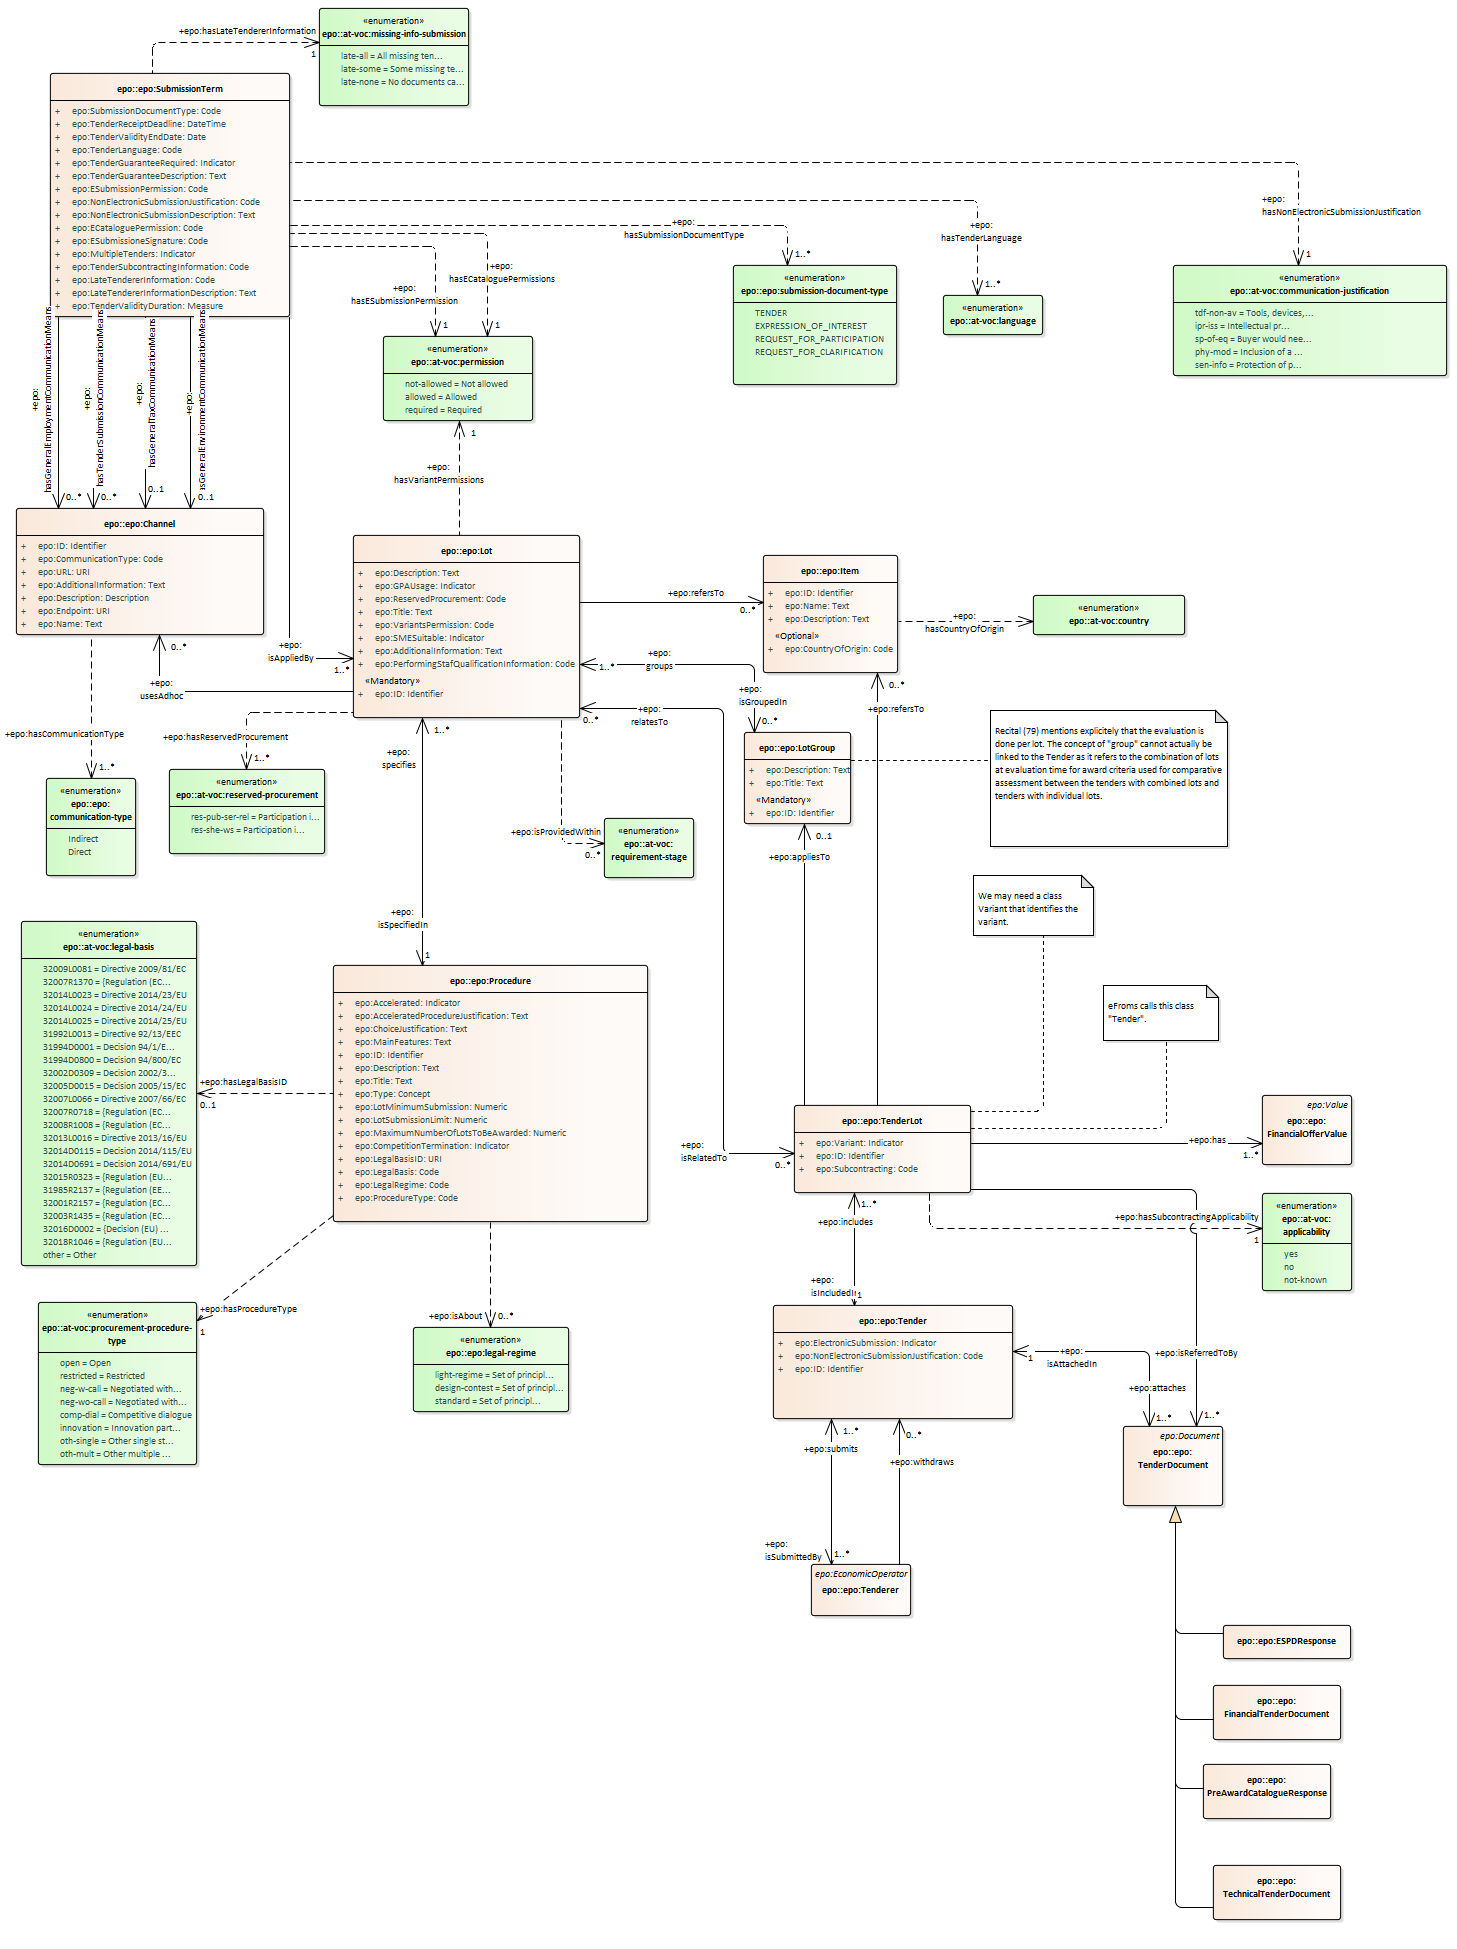 «enumeration»
epo::at-voc:missing-info-submission
late-all = All missing ten...
late-some = Some missing te...
late-none = No documents ca...
+epo:hasLateTendererInformation
1
epo::epo:SubmissionTerm
+ epo:SubmissionDocumentType: Code
+ epo:TenderReceiptDeadline: DateTime
+ epo:TenderValidityEndDate: Date
+ epo:TenderLanguage: Code
+ epo:TenderGuaranteeRequired: Indicator
+ epo:TenderGuaranteeDescription: Text
+ epo:ESubmissionPermission: Code
+ epo:NonElectronicSubmissionJustification: Code
+ epo:NonElectronicSubmissionDescription: Text
+ epo:ECataloguePermission: Code
+ epo:ESubmissioneSignature: Code
+ epo:MultipleTenders: Indicator
+ epo:TenderSubcontractingInformation: Code
+ epo:LateTendererInformation: Code
+ epo:LateTendererInformationDescription: Text
+ epo:TenderValidityDuration: Measure
+epo:
hasNonElectronicSubmissionJustification
1
+epo:
hasTenderLanguage
1..*
+epo:
hasSubmissionDocumentType
1..*
+epo:
hasECataloguePermissions
1
+epo:
hasESubmissionPermission
1
«enumeration»
epo::epo:submission-document-type
TENDER
EXPRESSION_OF_INTEREST
REQUEST_FOR_PARTICIPATION
REQUEST_FOR_CLARIFICATION
«enumeration»
epo::at-voc:language
«enumeration»
epo::at-voc:communication-justification
tdf-non-av = Tools, devices,...
ipr-iss = Intellectual pr...
sp-of-eq = Buyer would nee...
phy-mod = Inclusion of a ...
sen-info = Protection of p...
«enumeration»
epo::at-voc:permission
not-allowed = Not allowed
allowed = Allowed
required = Required
+epo:
hasGeneralEmploymentCommunicationMeans
0..*
+epo:
hasTenderSubmissionCommunicationMeans
0..*
+epo:
hasGeneralTaxCommunicationMeans
0..1
+epo:
hasGeneralEnvironmentCommunicationMeans
0..1
1
+epo:
hasVariantPermissions
epo::epo:Channel
+ epo:ID: Identifier
+ epo:CommunicationType: Code
+ epo:URL: URI
+ epo:AdditionalInformation: Text
+ epo:Description: Description
+ epo:Endpoint: URI
+ epo:Name: Text
epo::epo:Lot
+ epo:Description: Text
+ epo:GPAUsage: Indicator
+ epo:ReservedProcurement: Code
+ epo:Title: Text
+ epo:VariantsPermission: Code
+ epo:SMESuitable: Indicator
+ epo:AdditionalInformation: Text
+ epo:PerformingStafQualificationInformation: Code
«Mandatory»
+ epo:ID: Identifier
+epo:refersTo
0..*
epo::epo:Item
+ epo:ID: Identifier
+ epo:Name: Text
+ epo:Description: Text
«Optional»
+ epo:CountryOfOrigin: Code
+epo:
hasCountryOfOrigin
«enumeration»
epo::at-voc:country
+epo:
isAppliedBy
1..*
0..*
+epo:
usesAdhoc
1..*
+epo:
groups
+epo:
isGroupedIn
0..*
0..*
+epo:
relatesTo
0..*
+epo:refersTo
epo::epo:LotGroup
+ epo:Description: Text
+ epo:Title: Text
«Mandatory»
+ epo:ID: Identifier
Recital (79) mentions explicitly that the evaluation is
done per lot. The concept of "group" cannot actually be
linked to the Tender as it refers to the combination of lots
at evaluation time for award criteria used for comparative
assessment between the tenders with combined lots and
tenders with individual lots.
+epo:hasCommunicationType
1..*
+epo:hasReservedProcurement
1..*
1..*
+epo:
specifies
«enumeration»
epo::epo:
communication-type
Indirect
Direct
«enumeration»
epo::at-voc:reserved-procurement
res-pub-ser-rel = Participation i...
res-she-ws = Participation i...
+epo:isProvidedWithin
0..*
«enumeration»
epo::at-voc:
requirement-stage
0..1
+epo:appliesTo
We may need a class
Variant that identifies the
variant.
+epo:
isSpecifiedIn
1
«enumeration»
epo::at-voc:legal-basis
32009L0081 = Directive 2009/81/EC
32007R1370 = {Regulation (EC...
32014L0023 = Directive 2014/23/EU
32014L0024 = Directive 2014/24/EU
32014L0025 = Directive 2014/25/EU
31992L0013 = Directive 92/13/EEC
31994D0001 = Decision 94/1/E...
31994D0800 = Decision 94/800/EC
32002D0309 = Decision 2002/3...
32005D0015 = Decision 2005/15/EC
32007L0066 = Directive 2007/66/EC
32007R0718 = {Regulation (EC...
32008R1008 = {Regulation (EC...
32013L0016 = Directive 2013/16/EU
32014D0115 = Decision 2014/115/EU
32014D0691 = Decision 2014/691/EU
32015R0323 = {Regulation (EU...
31985R2137 = {Regulation (EE...
32001R2157 = {Regulation (EC...
32003R1435 = {Regulation (EC...
32016D0002 = {Decision (EU) ...
32018R1046 = {Regulation (EU...
other = Other
epo::epo:Procedure
+ epo:Accelerated: Indicator
+ epo:AcceleratedProcedureJustification: Text
+ epo:ChoiceJustification: Text
+ epo:MainFeatures: Text
+ epo:ID: Identifier
+ epo:Description: Text
+ epo:Title: Text
+ epo:Type: Concept
+ epo:LotMinimumSubmission: Numeric
+ epo:LotSubmissionLimit: Numeric
+ epo:MaximumNumberOfLotsToBeAwarded: Numeric
+ epo:CompetitionTermination: Indicator
+ epo:LegalBasisID: URI
+ epo:LegalBasis: Code
+ epo:LegalRegime: Code
+ epo:ProcedureType: Code
+epo:hasLegalBasisID
0..1
eFroms calls this class
"Tender".
epo::epo:TenderLot
+ epo:Variant: Indicator
+ epo:ID: Identifier
+ epo:Subcontracting: Code
+epo:
isRelatedTo
0..*
+epo:has
1..*
epo:Value
epo::epo:
FinancialOfferValue
+epo:hasSubcontractingApplicability
1
«enumeration»
epo::at-voc:
applicability
yes
no
not-known
1..*
+epo:includes
+epo:
isIncludedIn
1
+epo:hasProcedureType
1
«enumeration»
epo::at-voc:procurement-procedure-
type
open = Open
restricted = Restricted
neg-w-call = Negotiated with...
neg-wo-call = Negotiated with...
comp-dial = Competitive dialogue
innovation = Innovation part...
oth-single = Other single st...
oth-mult = Other multiple ...
+epo:isAbout
0..*
«enumeration»
epo::epo:legal-regime
light-regime = Set of principl...
design-contest = Set of principl...
standard = Set of principl...
epo::epo:Tender
+ epo:ElectronicSubmission: Indicator
+ epo:NonElectronicSubmissionJustification: Code
+ epo:ID: Identifier
1
+epo:
isAttachedIn
+epo:isReferredToBy
+epo:attaches
1..*
1..*
epo:Document
epo::epo:
TenderDocument
1..*
+epo:submits
0..*
+epo:withdraws
+epo:
isSubmittedBy
1..*
epo:EconomicOperator
epo::epo:Tenderer
epo::epo:ESPDResponse
epo::epo:
FinancialTenderDocument
epo::epo:
PreAwardCatalogueResponse
epo::epo:
TechnicalTenderDocument